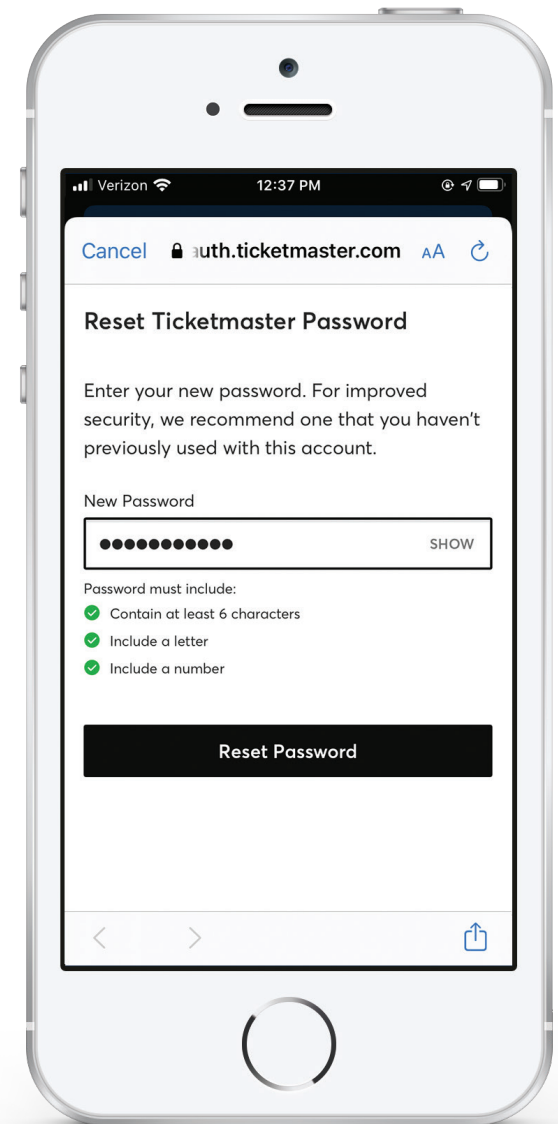 Verizon 12:37 PM
Cancel auth.ticketmaster.com AA
Reset Ticketmaster Password
Enter your new password. For improved
security, we recommend one that you haven't
previously used with this account.
New Password
●●●●●●●●●●● SHOW
Password must include:
Contain at least 6 characters
Include a letter
Include a number
Reset Password